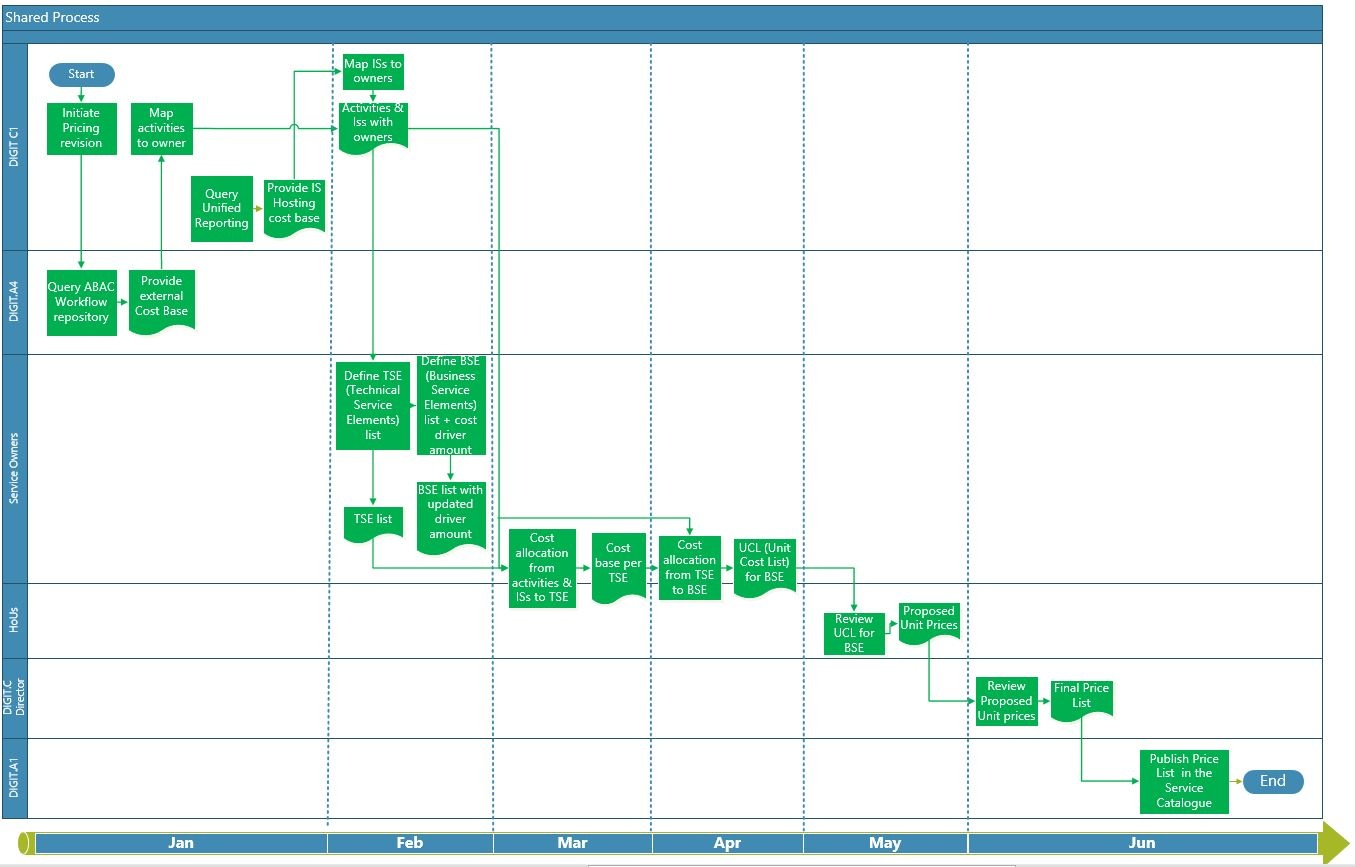 Shared Process
DIGIT C1
Start
Initiate
Pricing
revision
Map
activities
to owner
Query
Unified
Reporting
Provide IS
Hosting
cost base
Map ISs to
owners
Activities &
Iss with
owners
DIGIT.A4
Query ABAC
Workflow
repository
Provide
external
Cost Base
Service Owners
Define TSE
(Technical
Service
Elements)
list
Define BSE
(Business
Service
Elements)
list + cost
driver
amount
TSE list
BSE list with
updated
driver
amount
Cost
allocation
from
activities &
ISs to TSE
Cost
base per
TSE
Cost
allocation
from TSE
to BSE
UCL (Unit
Cost List)
for BSE
HoUs
Review
UCL for
BSE
Proposed
Unit Prices
DIGIT.C
Director
Review
Proposed
Unit prices
Final Price
List
DIGIT.A1
Publish Price
List in the
Service
Catalogue
End
Jan
Feb
Mar
Apr
May
Jun